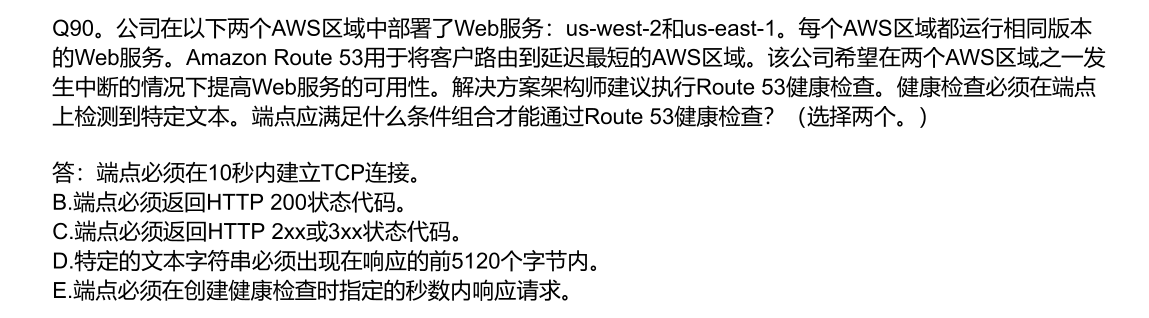 Q90。公司在以下两个AWS区域中部署了Web服务：us-west-2和us-east-1。每个AWS区域都运行相同版本
的Web服务。Amazon Route 53用于将客户路由到延迟最短的AWS区域。该公司希望在两个AWS区域之一发
生中断的情况下提高Web服务的可用性。解决方案架构师建议执行Route 53健康检查。健康检查必须在端点
上检测到特定文本。端点应满足什么条件组合才能通过Route 53健康检查？（选择两个。）
答：端点必须在10秒内建立TCP连接。
B.端点必须返回HTTP 200状态代码。
C.端点必须返回HTTP 2xx或3xx状态代码。
D.特定的文本字符串必须出现在响应的前5120个字节内。
E.端点必须在创建健康检查时指定的秒数内响应请求。